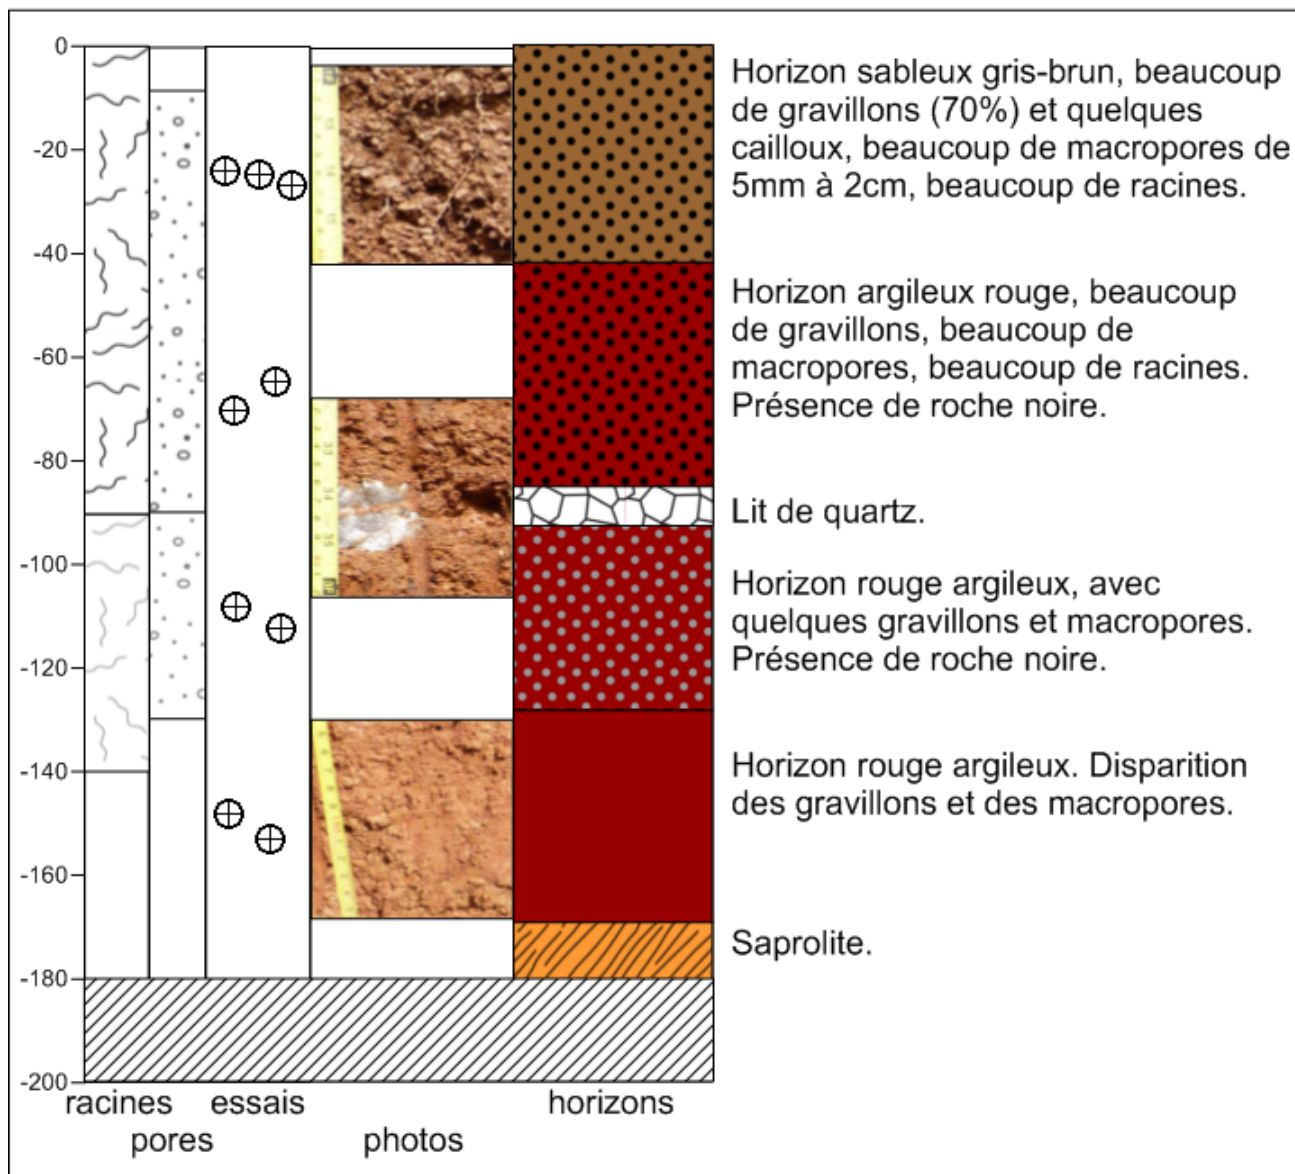 0
-20
-40
-60
-80
-100
-120
-140
-160
-180
-200
Horizon sableux gris-brun, beaucoup
de gravillons (70%) et quelques
cailloux, beaucoup de macropores de
5mm à 2cm, beaucoup de racines.
Horizon argileux rouge, beaucoup
de gravillons, beaucoup de
macropores, beaucoup de racines.
Présence de roche noire.
Lit de quartz.
Horizon rouge argileux, avec
quelques gravillons et macropores.
Présence de roche noire.
Horizon rouge argileux. Disparition
des gravillons et des macropores.
Saprolite.
racines essais horizons
pores photos